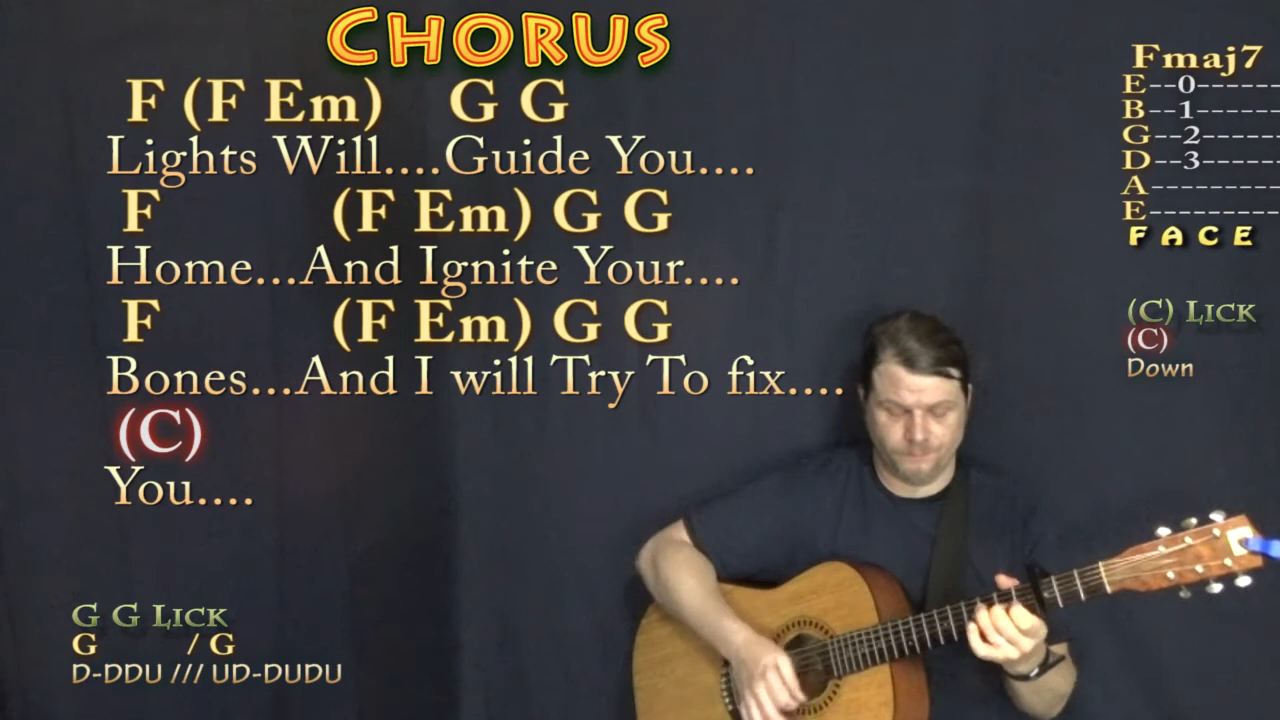 CHORUS
F (F Em) G G
Lights Will....Guide You....
F (F Em) G G
Home...And Ignite Your....
F (F Em) G G
Bones...And I will Try To fix....
(C)
You....
G G LICK
G / G
D-DDU /// UD-DUDU
Fmaj7
E--0------
B--1------
G--2------
D--3------
A---------
E---------
F A C E
(C) LICK
(C)
Down